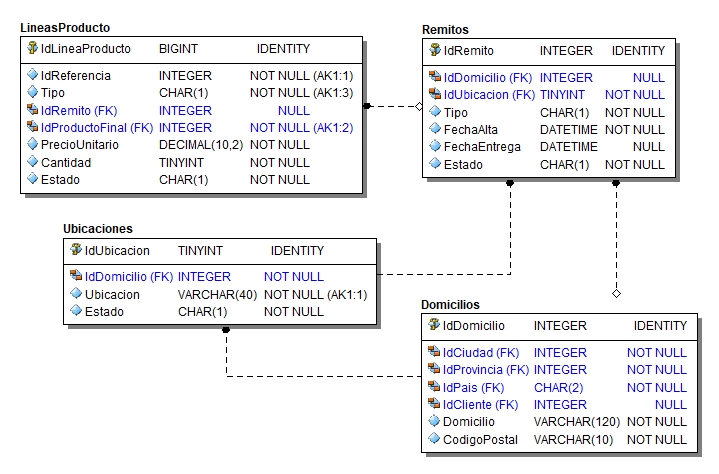 LineasProducto
IdLineaProducto BIGINT IDENTITY
IdReferencia INTEGER NOT NULL (AK1:1)
Tipo CHAR(1) NOT NULL (AK1:3)
IdRemito (FK) INTEGER NULL
IdProductoFinal (FK) INTEGER NOT NULL (AK1:2)
PrecioUnitario DECIMAL(10,2) NOT NULL
Cantidad TINYINT NOT NULL
Estado CHAR(1) NOT NULL
Remitos
IdRemito INTEGER IDENTITY
IdDomicilio (FK) INTEGER NULL
IdUbicacion (FK) TINYINT NOT NULL
Tipo CHAR(1) NOT NULL
FechaAlta DATETIME NOT NULL
FechaEntrega DATETIME NULL
Estado CHAR(1) NOT NULL
Ubicaciones
IdUbicacion TINYINT IDENTITY
IdDomicilio (FK) INTEGER NOT NULL
Ubicacion VARCHAR(40) NOT NULL (AK1:1)
Estado CHAR(1) NOT NULL
Domicilios
IdDomicilio INTEGER IDENTITY
IdCiudad (FK) INTEGER NOT NULL
IdProvincia (FK) INTEGER NOT NULL
IdPais (FK) CHAR(2) NOT NULL
IdCliente (FK) INTEGER NULL
Domicilio VARCHAR(120) NOT NULL
CodigoPostal VARCHAR(10) NOT NULL